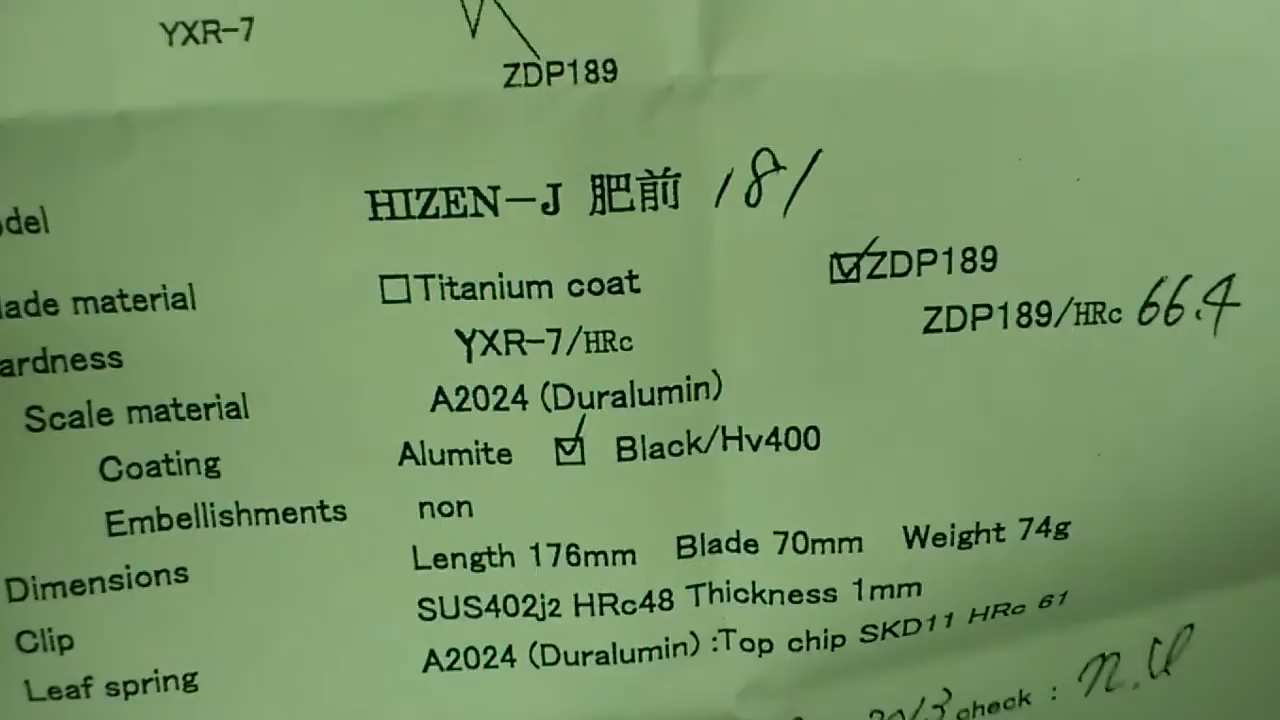 YXR-7
ZDP189
odel HIZEN-J 肥前 181
lade material ☐Titanium coat ☑ZDP189
ardness YXR-7/HRc ZDP189/HRc 66.4
Scale material A2024 (Duralumin)
Coating Alumite ☑ Black/Hv400
Embellishments non
Dimensions Length 176mm Blade 70mm Weight 74g
Clip SUS402j2 HRc48 Thickness 1mm
Leaf spring A2024 (Duralumin) :Top chip SKD11 HRc 61
check :